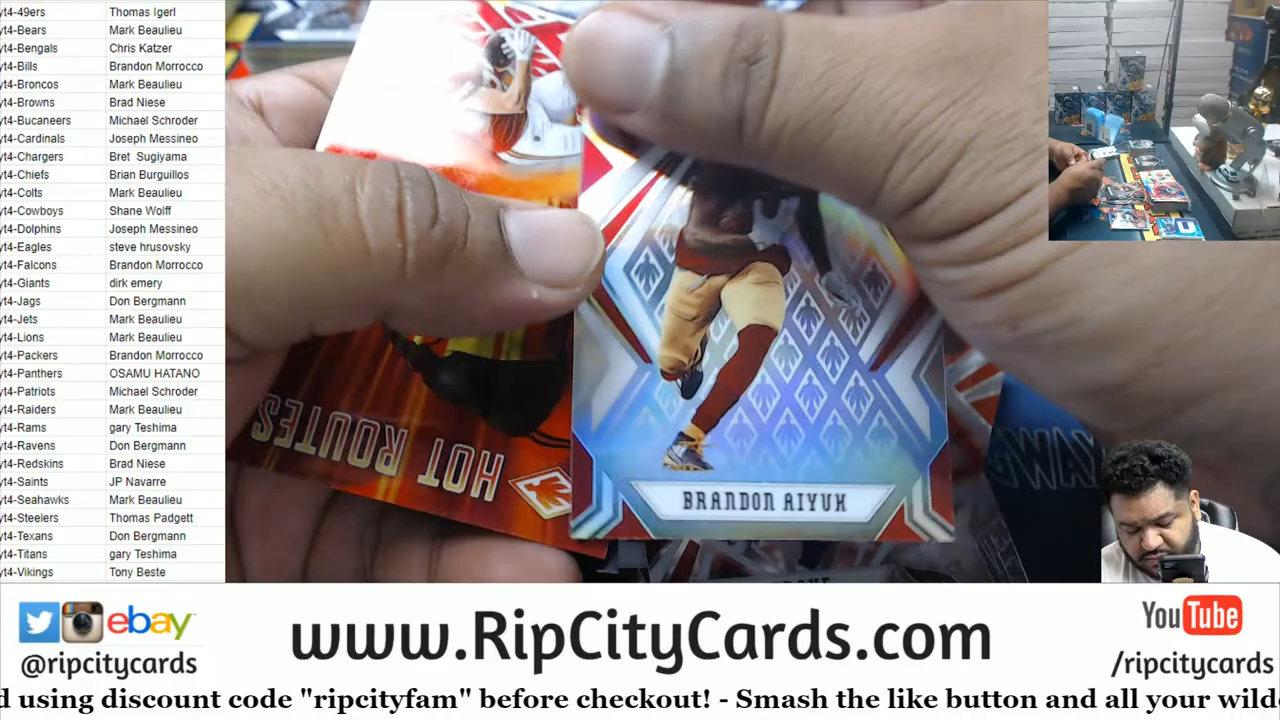 yt4-49ers Thomas Igerl
yt4-Bears Mark Beaulieu
yt4-Bengals Chris Katzer
yt4-Bills Brandon Morrocco
yt4-Broncos Mark Beaulieu
yt4-Browns Brad Niese
yt4-Bucaneers Michael Schroder
yt4-Cardinals Joseph Messineo
yt4-Chargers Bret Sugiyama
yt4-Chiefs Brian Burguillos
yt4-Colts Mark Beaulieu
yt4-Cowboys Shane Wolff
yt4-Dolphins Joseph Messineo
yt4-Eagles steve hrusovsky
yt4-Falcons Brandon Morrocco
yt4-Giants dirk emery
yt4-Jags Don Bergmann
yt4-Jets Mark Beaulieu
yt4-Lions Mark Beaulieu
yt4-Packers Brandon Morrocco
yt4-Panthers OSAMU HATANO
yt4-Patriots Michael Schroder
yt4-Raiders Mark Beaulieu
yt4-Rams gary Teshima
yt4-Ravens Don Bergmann
yt4-Redskins Brad Niese
yt4-Saints JP Navarre
yt4-Seahawks Mark Beaulieu
yt4-Steelers Thomas Padgett
yt4-Texans Don Bergmann
yt4-Titans gary Teshima
yt4-Vikings Tony Beste
HOT ROUTES
BRANDON AIYUK
GWAY
ebay
@ripcitycards
www.RipCityCards.com
YouTube
/ripcitycards
d using discount code "ripcityfam" before checkout! - Smash the like button and all your wild